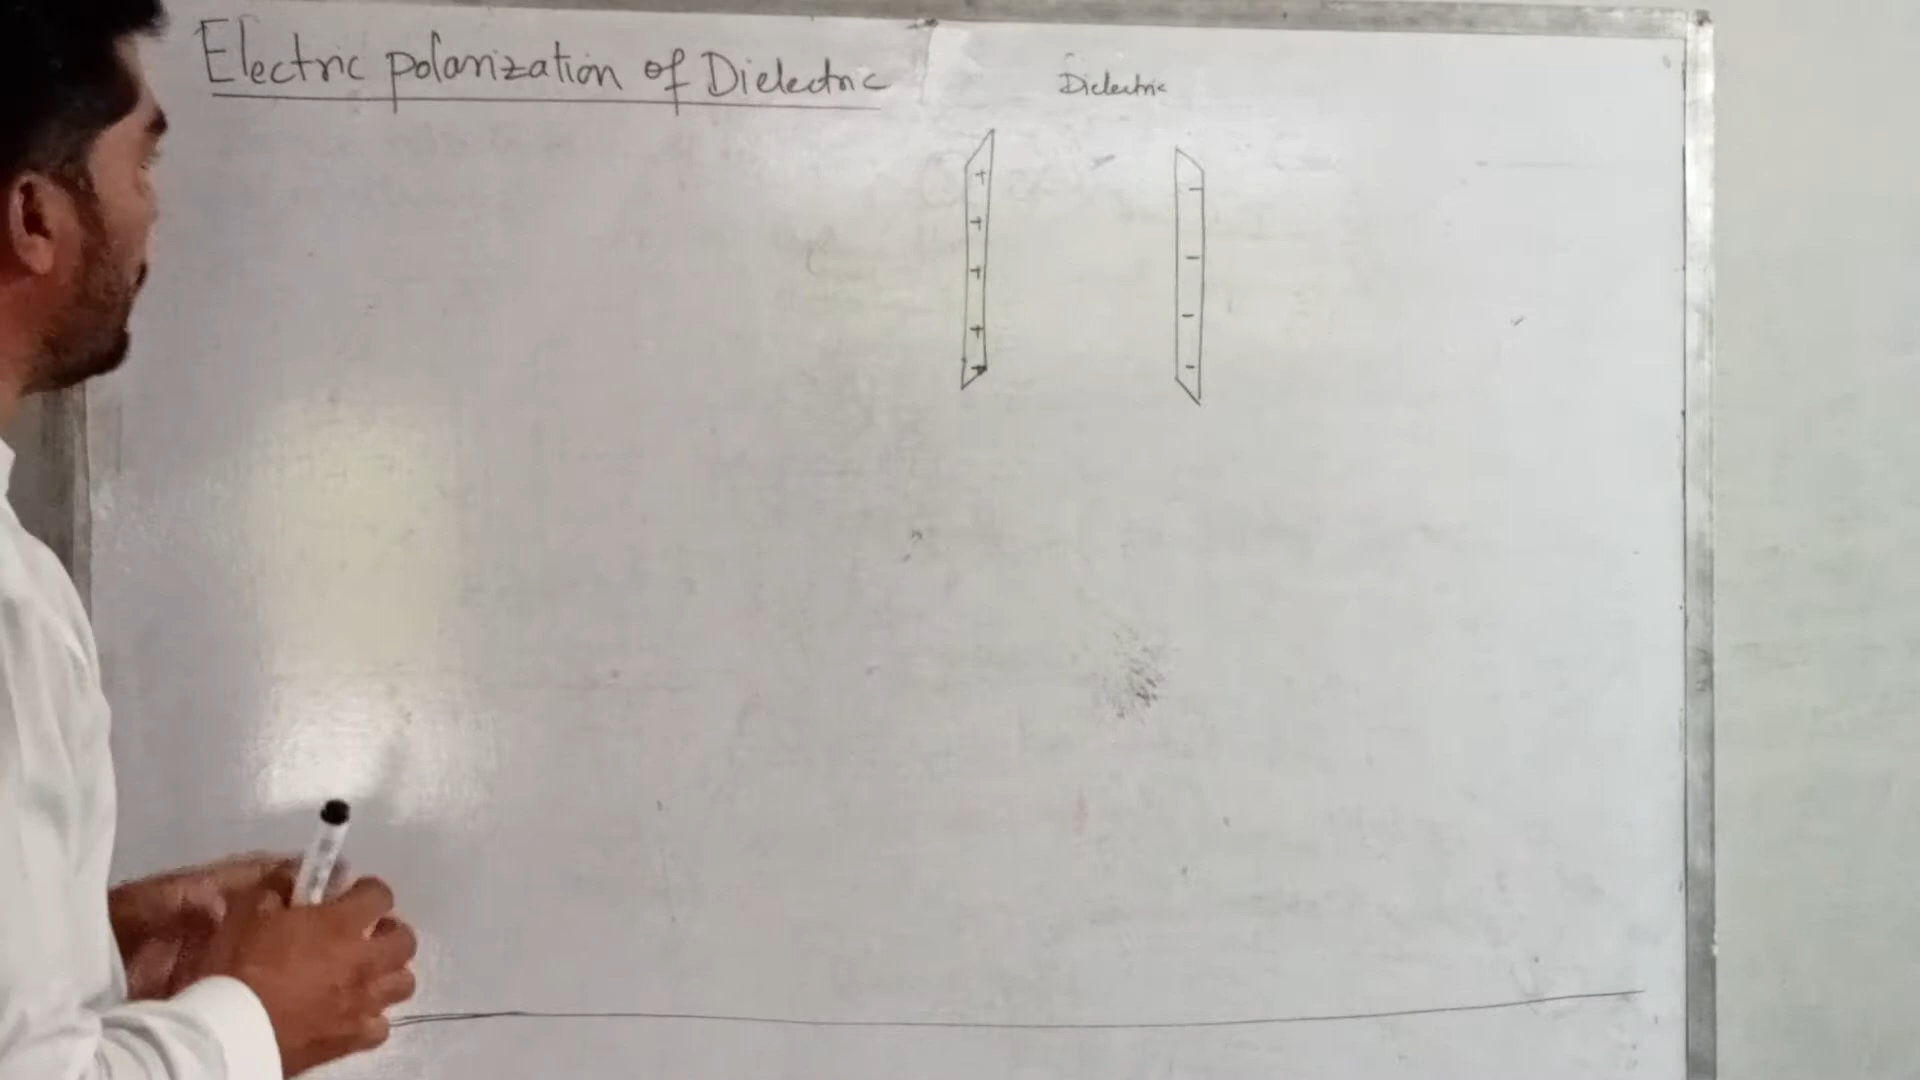 Electric polarization of Dielectric
Dielectric
+ -
+ -
+ -
+ -
+